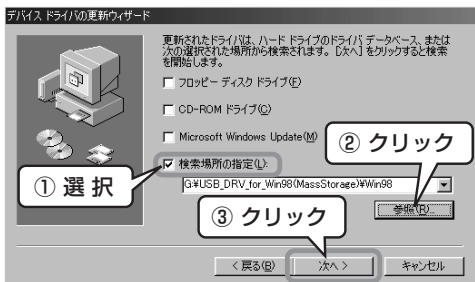 デバイス ドライバの更新ウィザード
更新されたドライバは、ハード ドライブのドライバ データベース、または
次の選択された場所から検索されます。[次へ] をクリックすると検索
を開始します。
フロッピー ディスク ドライブ(F)
CD-ROM ドライブ(C)
Microsoft Windows Update(M)
② クリック
検索場所の指定(L):
① 選 択
G:¥USB_DRV_for_Win98(MassStorage)¥Win98
参照(R)...
③ クリック
< 戻る(B)
次へ >
キャンセル